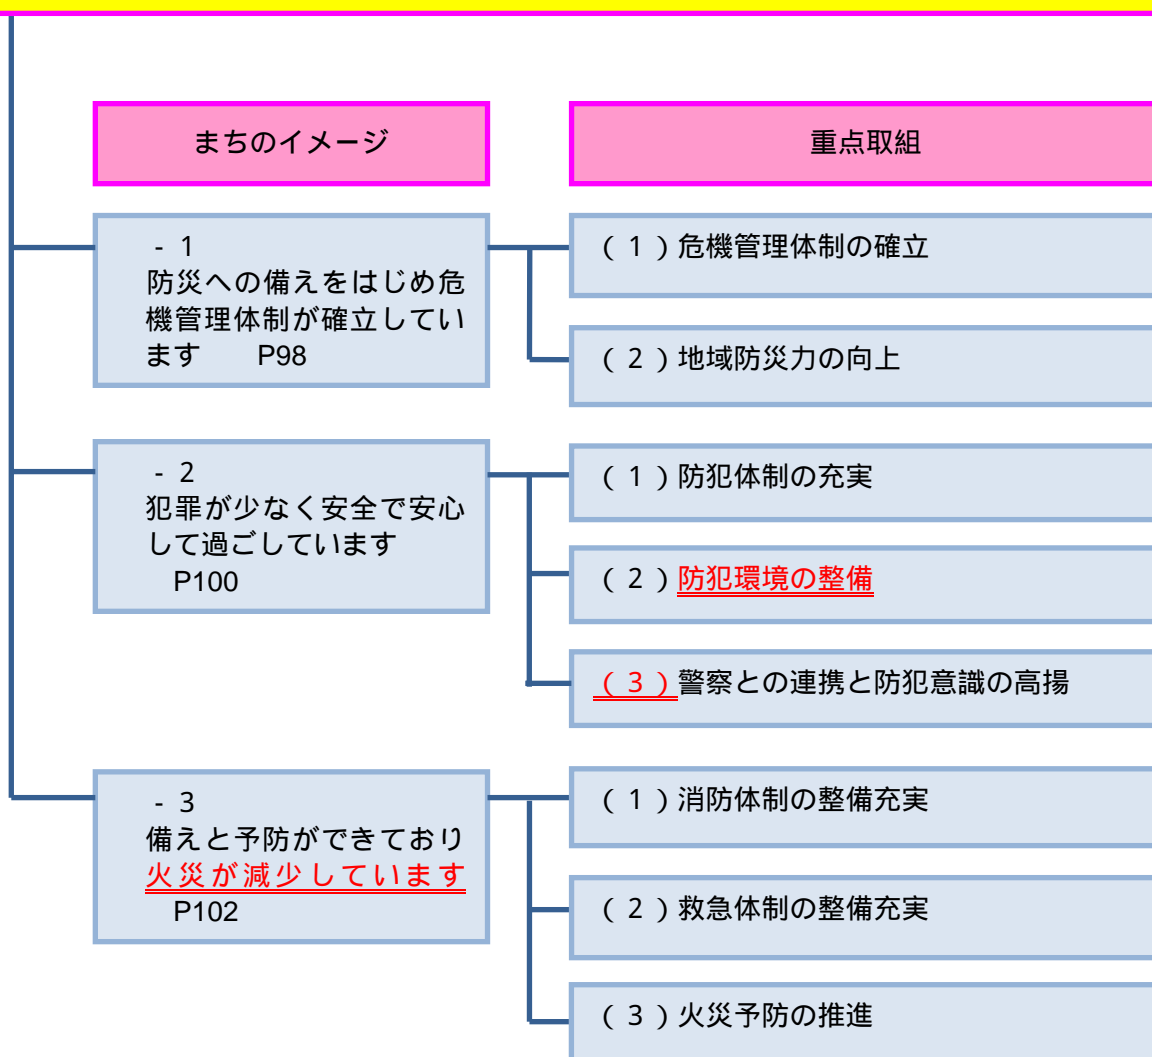 まちのイメージ
重点取組
- 1
防災への備えをはじめ危
機管理体制が確立してい
ます　　P98
(1)危機管理体制の確立
(2)地域防災力の向上
- 2
犯罪が少なく安全で安心
して過ごしています
P100
(1)防犯体制の充実
(2)防犯環境の整備
(3)警察との連携と防犯意識の高揚
- 3
備えと予防ができており
火災が減少しています
P102
(1)消防体制の整備充実
(2)救急体制の整備充実
(3)火災予防の推進